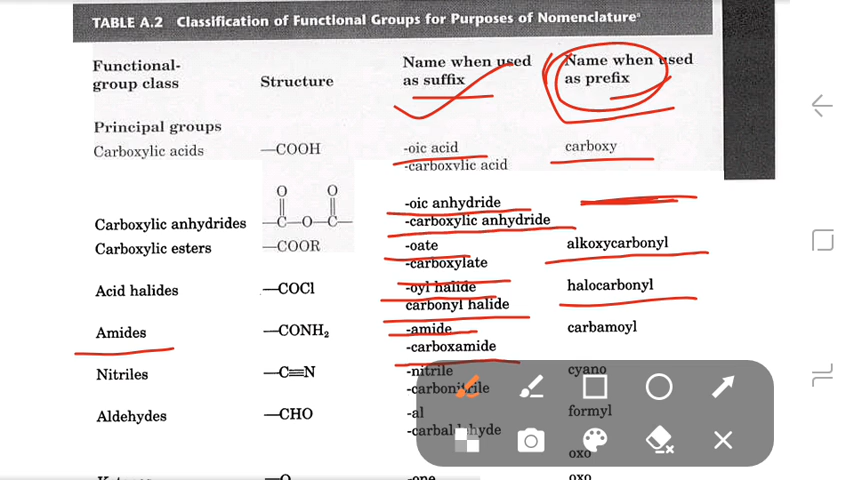 TABLE A.2 Classification of Functional Groups for Purposes of Nomenclature
Functional-
group class
Structure
Name when used
as suffix
Name when used
as prefix
Principal groups
Carboxylic acids —COOH -oic acid carboxy
-carboxylic acid
O O
-oic anhydride
Carboxylic anhydrides —C—O—C— -carboxylic anhydride
Carboxylic esters —COOR -oate alkoxycarbonyl
-carboxylate
Acid halides —COCl -oyl halide halocarbonyl
carbonyl halide
Amides —CONH₂ -amide carbamoyl
-carboxamide
Nitriles —C≡N -nitrile cyano
-carbonitrile
Aldehydes —CHO -al formyl
-carbaldehyde
oxo
=O -one oxo